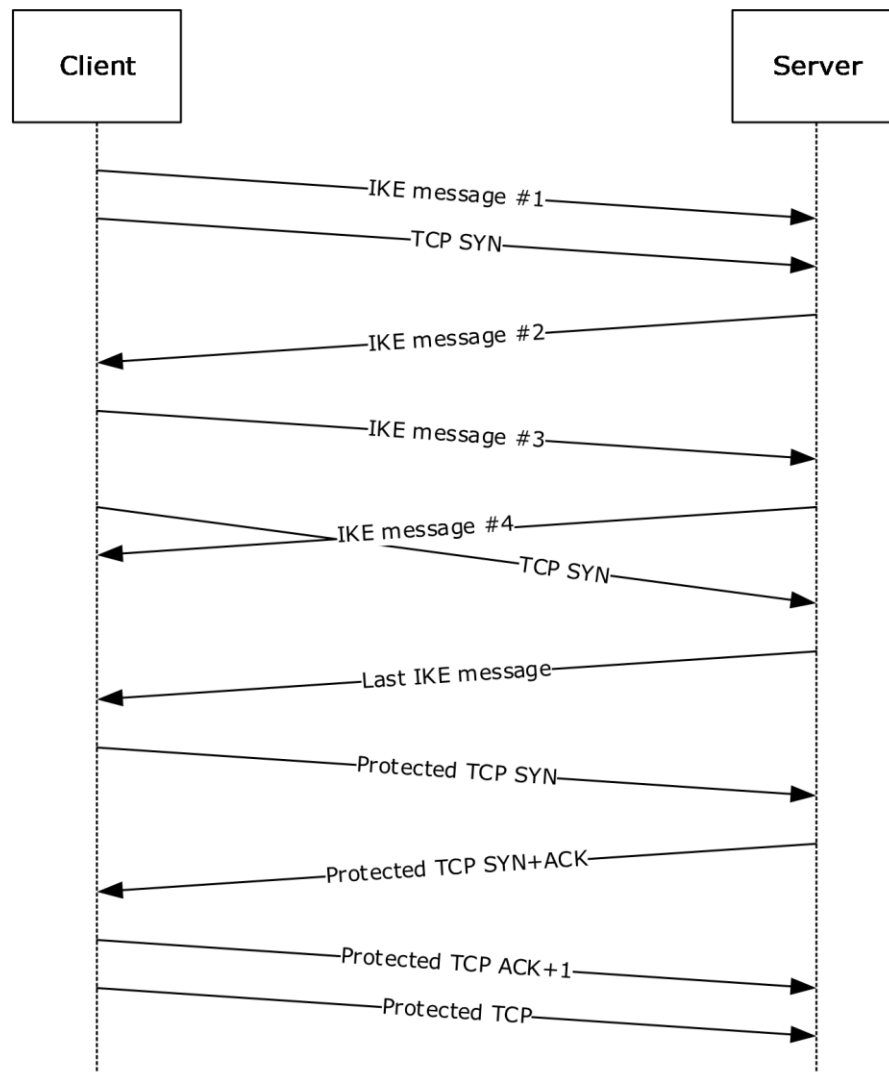 Client
Server
IKE message #1
TCP SYN
IKE message #2
IKE message #3
IKE message #4
TCP SYN
Last IKE message
Protected TCP SYN
Protected TCP SYN+ACK
Protected TCP ACK+1
Protected TCP